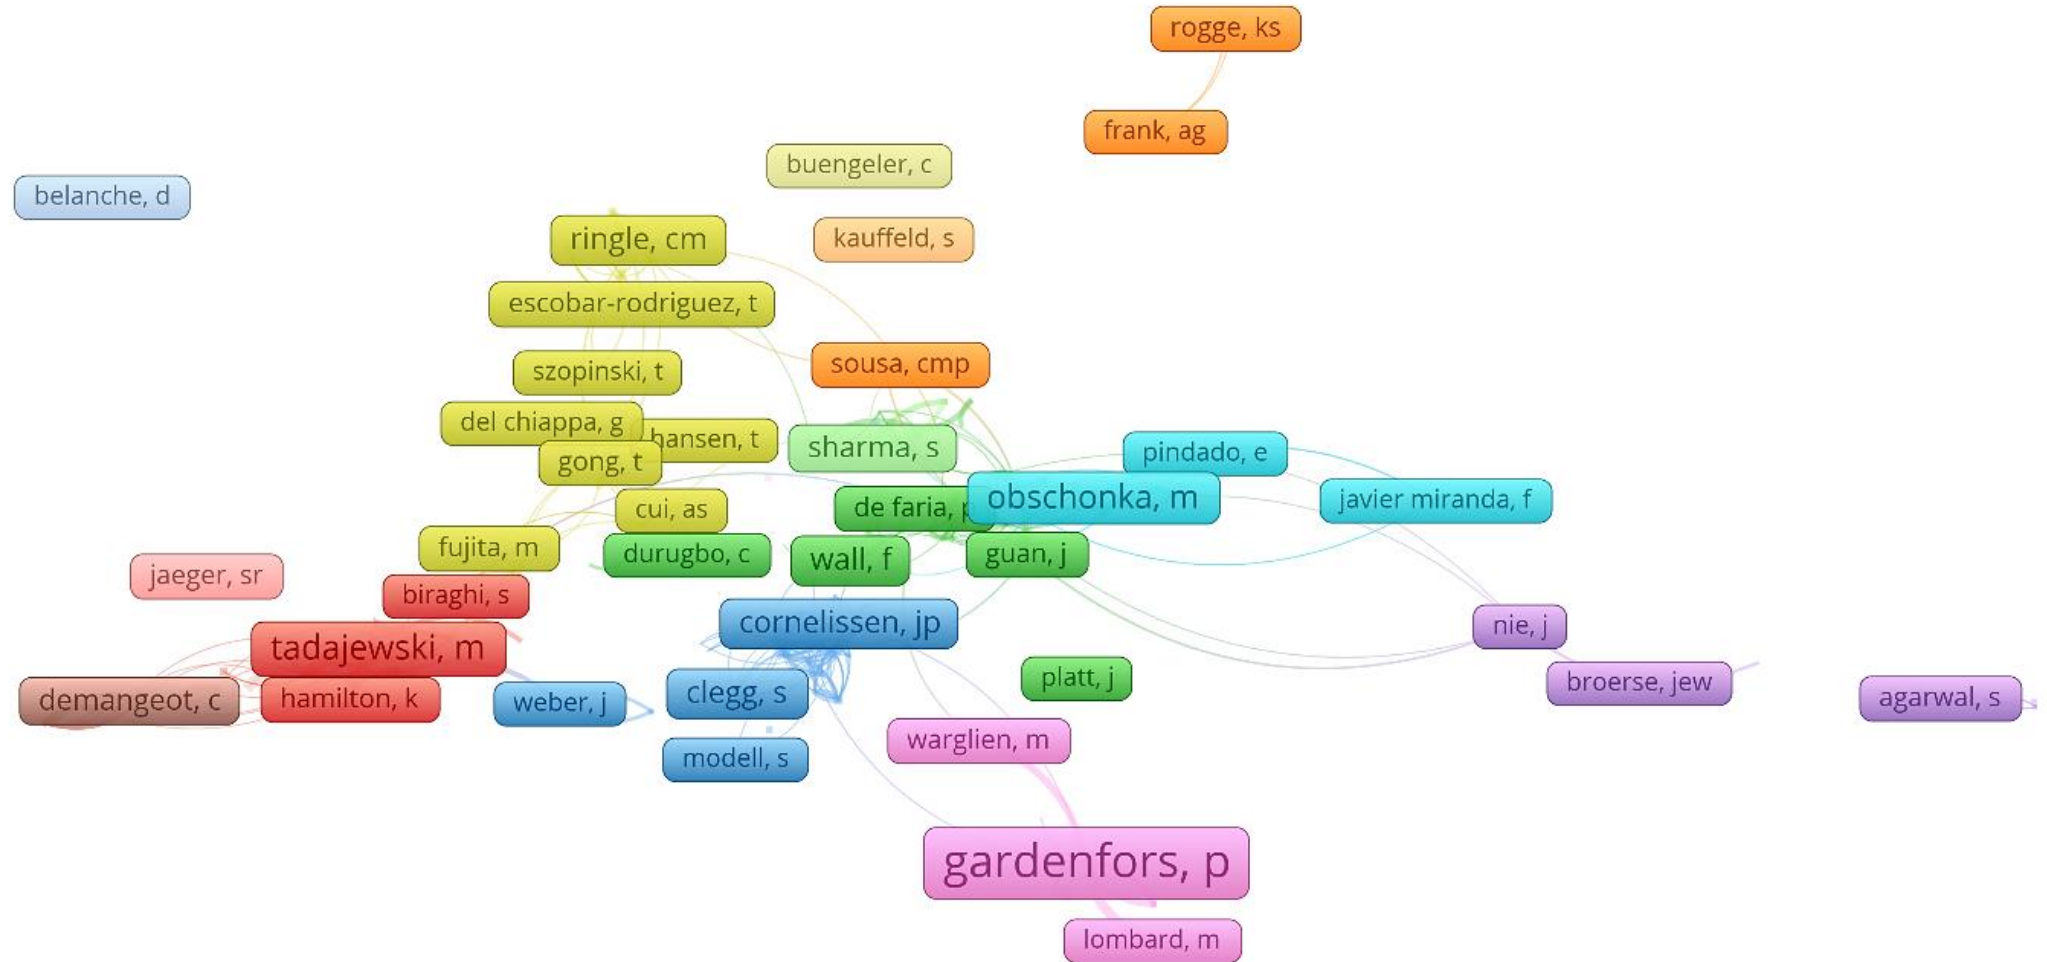 rogge, ks
frank, ag
buengeler, c
belanche, d
ringle, cm
kauffeld, s
escobar-rodriguez, t
szopinski, t
sousa, cmp
del chiappa, g
hansen, t
gong, t
sharma, s
pindado, e
obschonka, m
javier miranda, f
cui, as
de faria,
fujita, m
durugbo, c
wall, f
guan, j
jaeger, sr
biraghi, s
cornelissen, jp
nie, j
tadajewski, m
platt, j
broerse, jew
demangeot, c
hamilton, k
weber, j
clegg, s
agarwal, s
warglien, m
modell, s
gardenfors, p
lombard, m